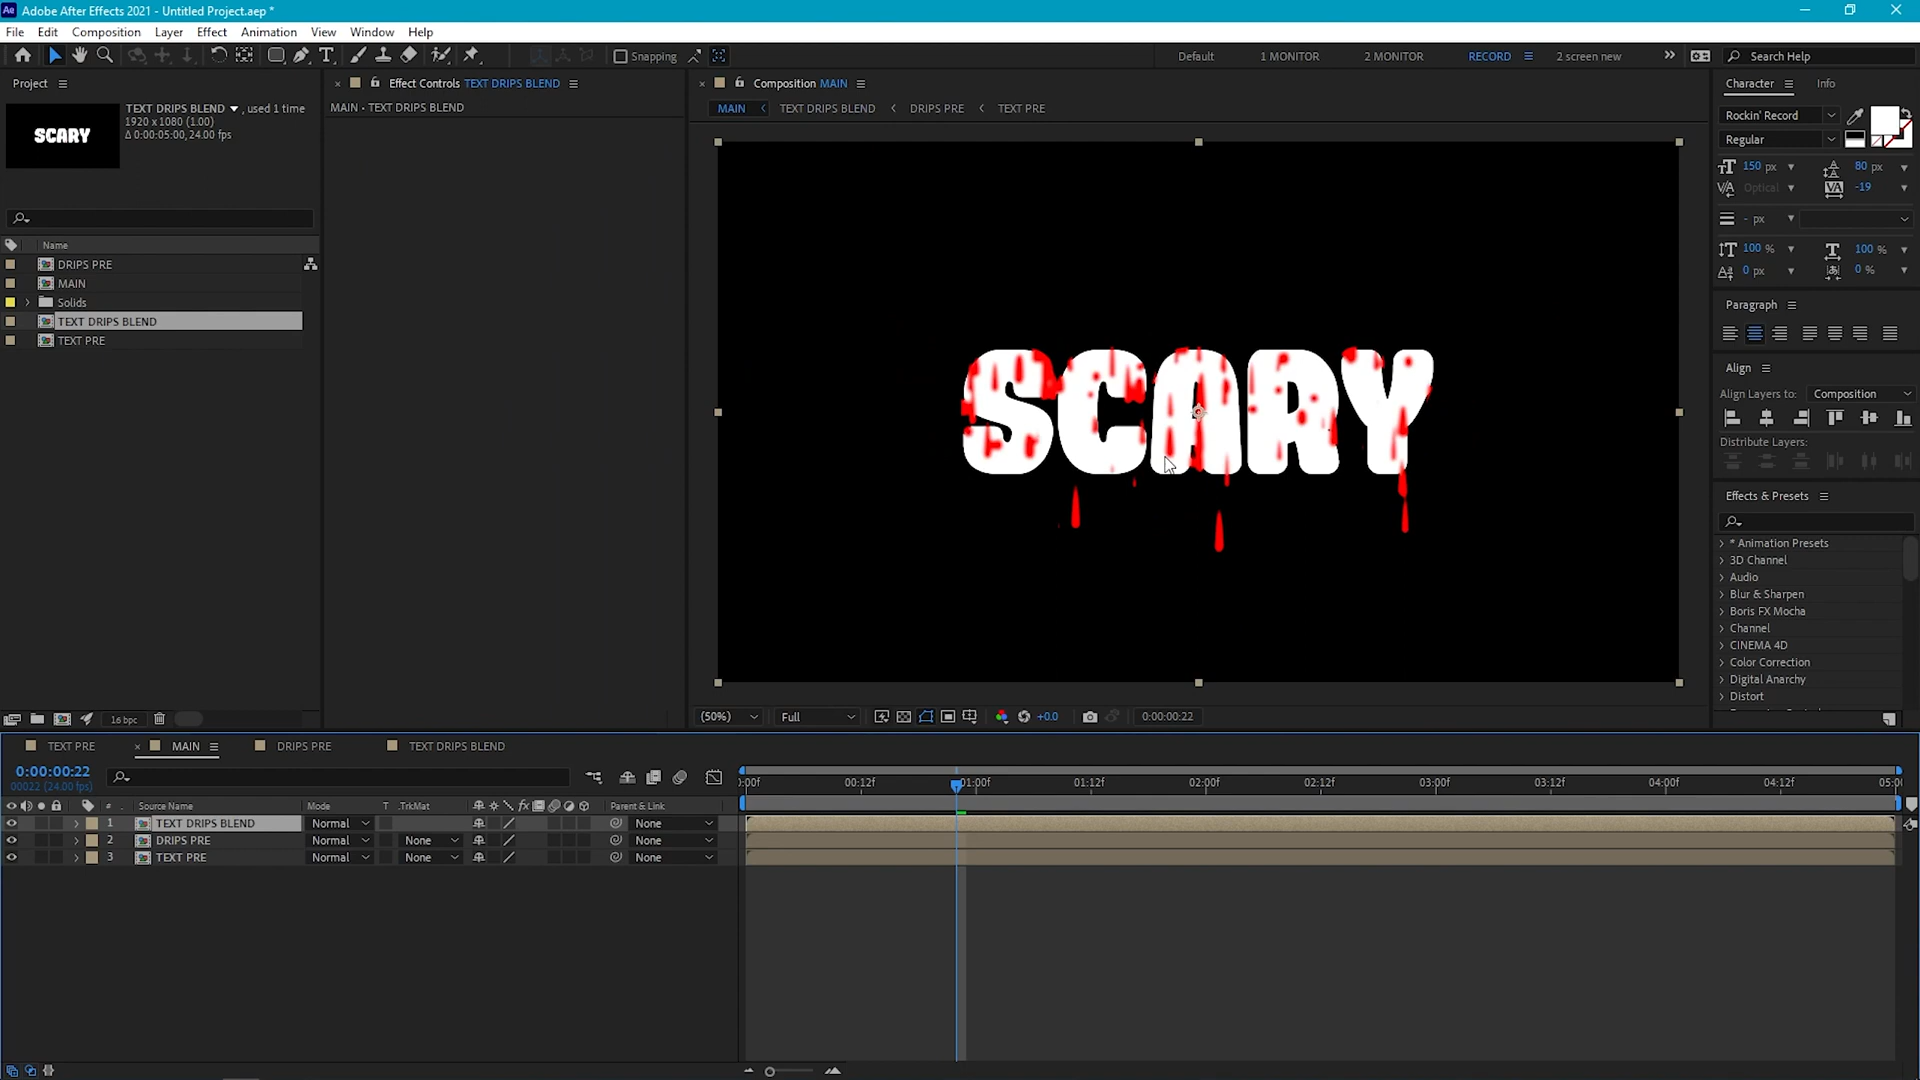 Adobe After Effects 2021 - Untitled Project.aep *
File Edit Composition Layer Effect Animation View Window Help
Snapping
Default 1 MONITOR 2 MONITOR RECORD 2 screen new Search Help
Project
TEXT DRIPS BLEND , used 1 time
1920 x 1080 (1.00)
Δ 0:00:05:00, 24.00 fps
SCARY
Name
DRIPS PRE
MAIN
Solids
TEXT DRIPS BLEND
TEXT PRE
16 bpc
Effect Controls TEXT DRIPS BLEND
MAIN • TEXT DRIPS BLEND
Composition MAIN
MAIN TEXT DRIPS BLEND DRIPS PRE TEXT PRE
SCARY
(50%) Full +0.0 0:00:00:22
Character Info
Rockin' Record
Regular
150 px 80 px
Optical -19
- px
100 % 100 %
0 px 0 %
Paragraph
Align
Align Layers to: Composition
Distribute Layers:
Effects & Presets
* Animation Presets
3D Channel
Audio
Blur & Sharpen
Boris FX Mocha
Channel
CINEMA 4D
Color Correction
Digital Anarchy
Distort
TEXT PRE MAIN DRIPS PRE TEXT DRIPS BLEND
0:00:00:22
00022 (24.00 fps)
:00f 00:12f 01:00f 01:12f 02:00f 02:12f 03:00f 03:12f 04:00f 04:12f 05:00
# Source Name Mode T .TrkMat Parent & Link
1 TEXT DRIPS BLEND Normal None
2 DRIPS PRE Normal None None
3 TEXT PRE Normal None None